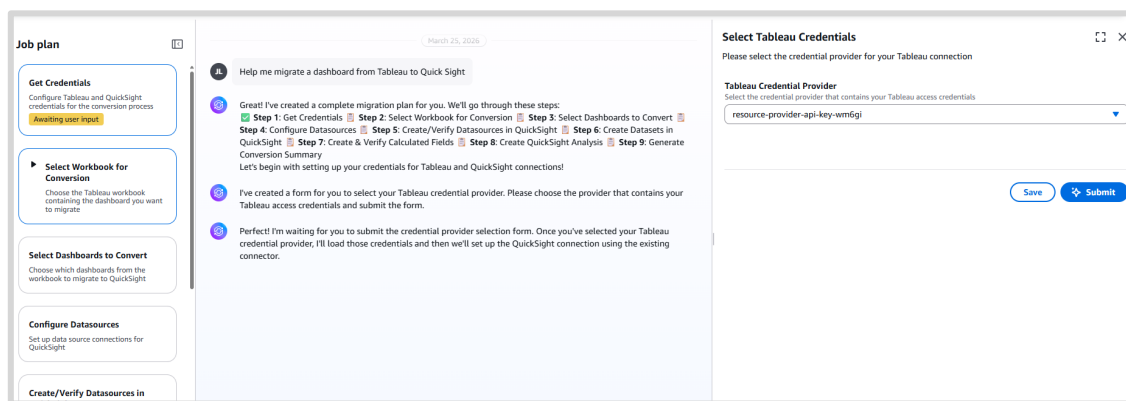 Job plan
Get Credentials
Configure Tableau and QuickSight
credentials for the conversion process
Awaiting user input
Select Workbook for
Conversion
Choose the Tableau workbook
containing the dashboard you want
to migrate
Select Dashboards to Convert
Choose which dashboards from the
workbook to migrate to QuickSight
Configure Datasources
Set up data source connections for
QuickSight
Create/Verify Datasources in
March 25, 2026
JL
Help me migrate a dashboard from Tableau to Quick Sight
Great! I've created a complete migration plan for you. We'll go through these steps:
✅ Step 1: Get Credentials 📋 Step 2: Select Workbook for Conversion 📋 Step 3: Select Dashboards to Convert 📋
Step 4: Configure Datasources 📋 Step 5: Create/Verify Datasources in QuickSight 📋 Step 6: Create Datasets in
QuickSight 📋 Step 7: Create & Verify Calculated Fields 📋 Step 8: Create QuickSight Analysis 📋 Step 9: Generate
Conversion Summary
Let's begin with setting up your credentials for Tableau and QuickSight connections!
I've created a form for you to select your Tableau credential provider. Please choose the provider that contains your
Tableau access credentials and submit the form.
Perfect! I'm waiting for you to submit the credential provider selection form. Once you've selected your Tableau
credential provider, I'll load those credentials and then we'll set up the QuickSight connection using the existing
connector.
Select Tableau Credentials
Please select the credential provider for your Tableau connection
Tableau Credential Provider
Select the credential provider that contains your Tableau access credentials
resource-provider-api-key-wm6gi
Save
Submit